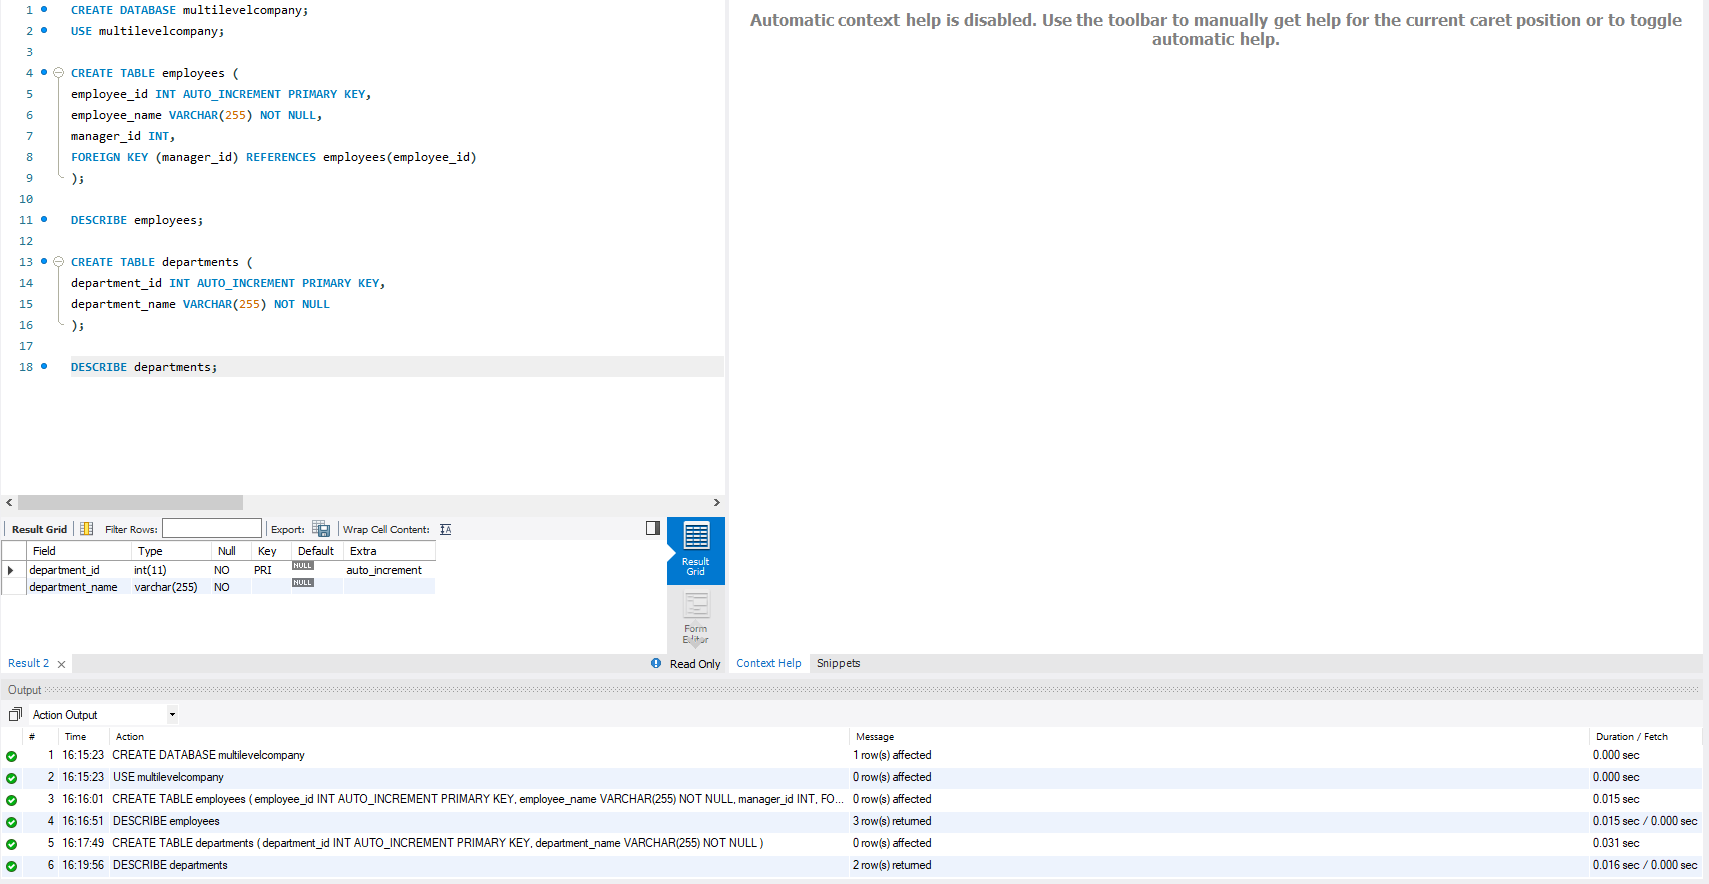 1 CREATE DATABASE multilevelcompany;
2 USE multilevelcompany;
3
4 CREATE TABLE employees (
5 employee_id INT AUTO_INCREMENT PRIMARY KEY,
6 employee_name VARCHAR(255) NOT NULL,
7 manager_id INT,
8 FOREIGN KEY (manager_id) REFERENCES employees(employee_id)
9 );
10
11 DESCRIBE employees;
12
13 CREATE TABLE departments (
14 department_id INT AUTO_INCREMENT PRIMARY KEY,
15 department_name VARCHAR(255) NOT NULL
16 );
17
18 DESCRIBE departments;
Automatic context help is disabled. Use the toolbar to manually get help for the current caret position or to toggle
automatic help.
Result Grid Filter Rows: Export: Wrap Cell Content: IA
Field Type Null Key Default Extra
department_id int(11) NO PRI NULL auto_increment
department_name varchar(255) NO NULL
Result
Grid
Form
Editor
Result 2 Read Only
Context Help Snippets
Output
Action Output
# Time Action Message Duration / Fetch
1 16:15:23 CREATE DATABASE multilevelcompany 1 row(s) affected 0.000 sec
2 16:15:23 USE multilevelcompany 0 row(s) affected 0.000 sec
3 16:16:01 CREATE TABLE employees ( employee_id INT AUTO_INCREMENT PRIMARY KEY, employee_name VARCHAR(255) NOT NULL, manager_id INT, FO... 0 row(s) affected 0.015 sec
4 16:16:51 DESCRIBE employees 3 row(s) returned 0.015 sec / 0.000 sec
5 16:17:49 CREATE TABLE departments ( department_id INT AUTO_INCREMENT PRIMARY KEY, department_name VARCHAR(255) NOT NULL ) 0 row(s) affected 0.031 sec
6 16:19:56 DESCRIBE departments 2 row(s) returned 0.016 sec / 0.000 sec